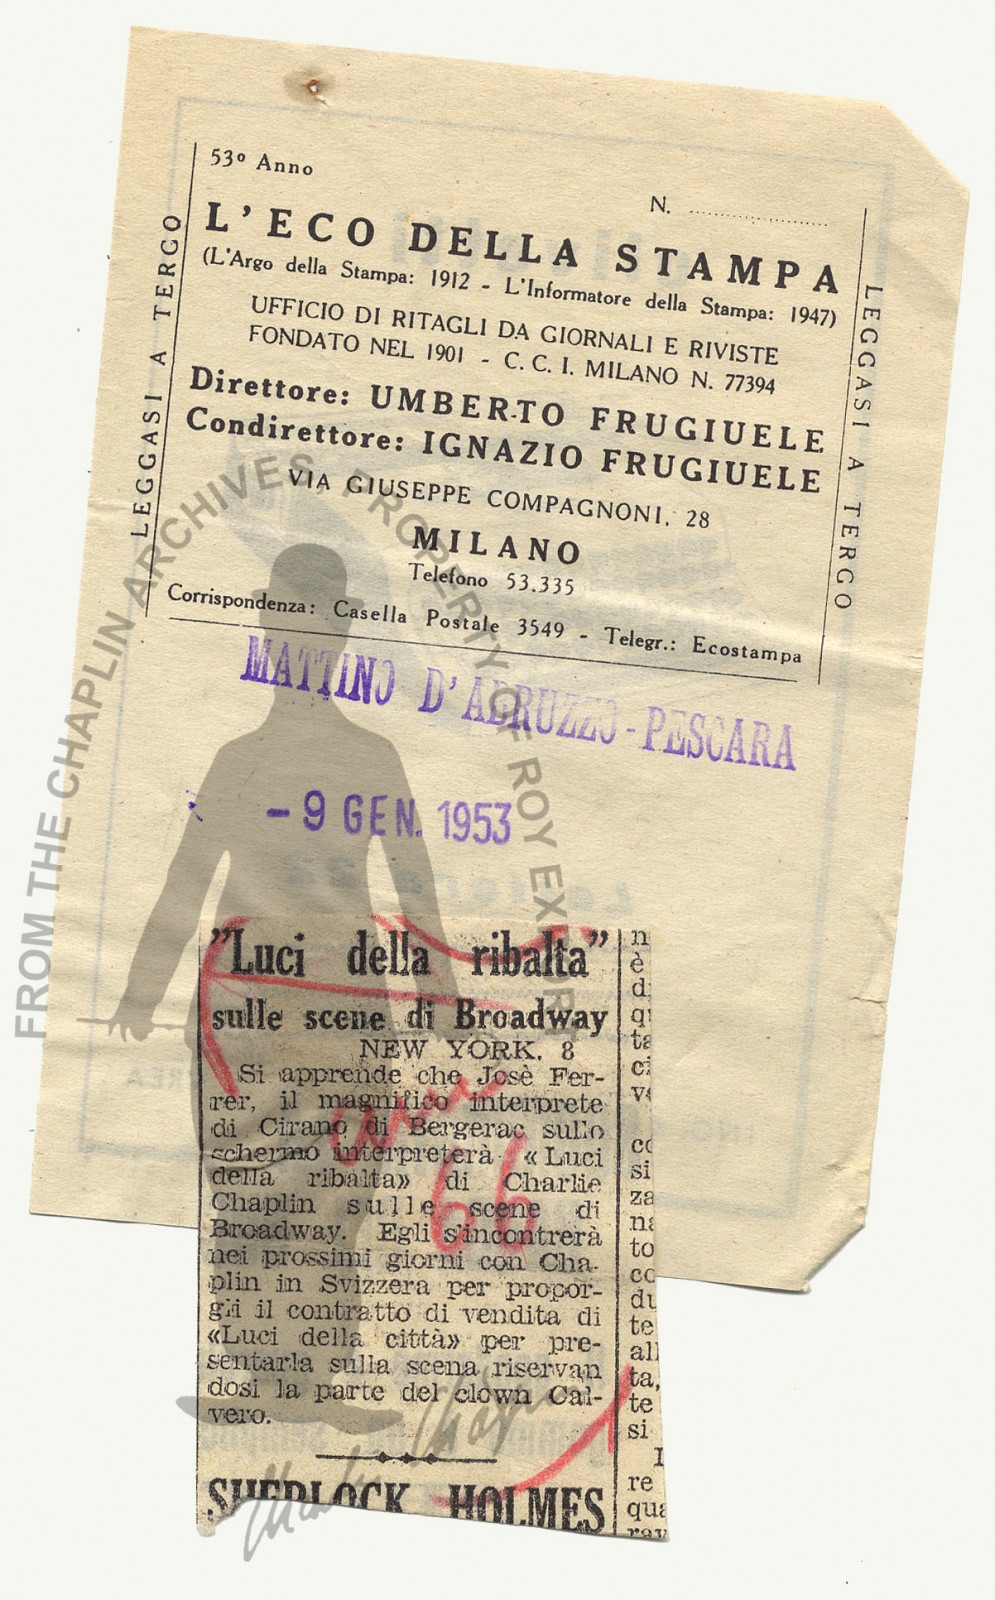 53º Anno
N.
L'ECO DELLA STAMPA
(L'Argo della Stampa: 1912 - L'Informatore della Stampa: 1947)
UFFICIO DI RITAGLI DA GIORNALI E RIVISTE
FONDATO NEL 1901 - C. C. I. MILANO N. 77394
Direttore: UMBERTO FRUGIUELE
Condirettore: IGNAZIO FRUGIUELE
VIA GIUSEPPE COMPAGNONI, 28
MILANO
Telefono 53.335
Corrispondenza: Casella Postale 3549 - Telegr.: Ecostampa
LEGGASI A TERGO
LEGGASI A TERGO
MATTINO D'ABRUZZO-PESCARA
-9 GEN. 1953
"Luci della ribalta"
sulle scene di Broadway
NEW YORK, 8
Si apprende che Josè Fer-
rer, il magnifico interprete
di Cirano di Bergerac sullo
schermo interpreterà «Luci
della ribalta» di Charlie
Chaplin sulle scene di
Broadway. Egli s'incontrerà
nei prossimi giorni con Cha-
plin in Svizzera per propor-
gli il contratto di vendita di
«Luci della città» per pre-
sentarla sulla scena riservan
dosi la parte del clown Cal-
vero.
SHERLOCK HOLMES
66
FROM THE CHAPLIN ARCHIVES PROPERTY OF ROY EXPORT